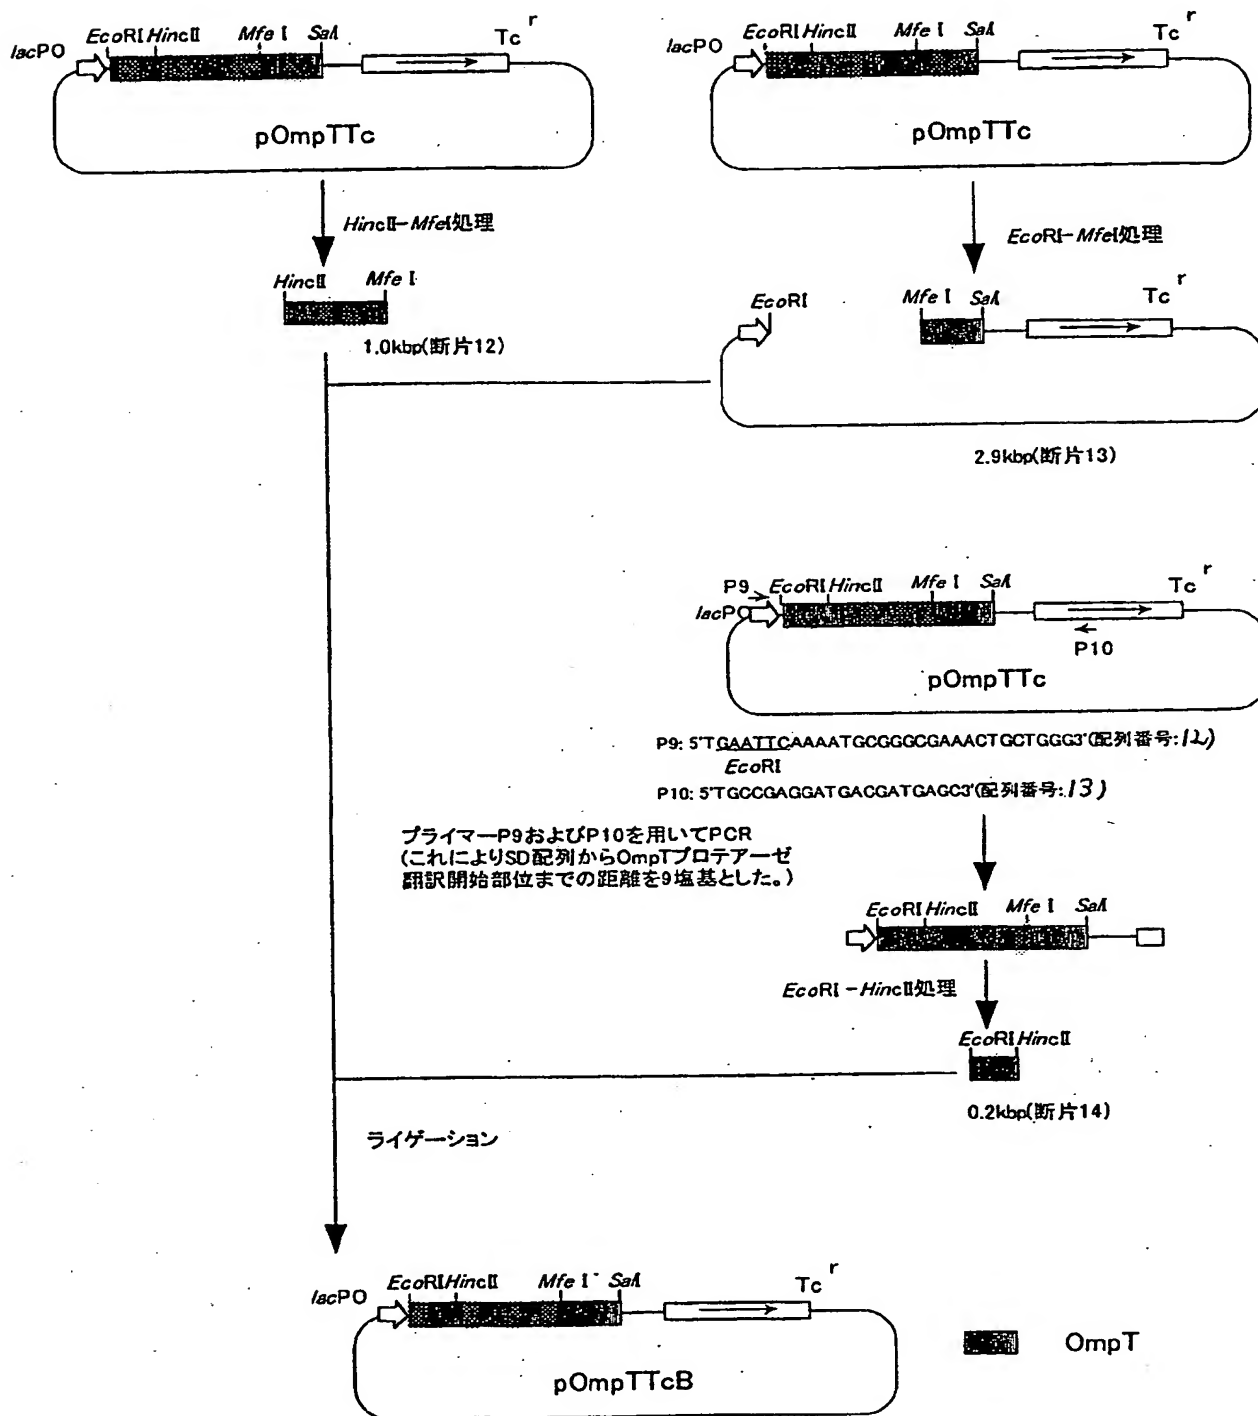 Tc r
Tc r
lacPO EcoRI HincⅡ MfeⅠ SalI
lacPO EcoRI HincⅡ MfeⅠ SalI
pOmpTTc
pOmpTTc
HincⅡ-MfeI処理
EcoRI-MfeI処理
HincⅡ MfeⅠ
1.0kbp(断片12)
EcoRI
MfeⅠ SalI
Tc r
2.9kbp(断片13)
P9 EcoRI HincⅡ MfeⅠ SalI
Tc r
lacPO
P10
pOmpTTc
P9: 5'TGAATTCAAAATGCGGGCGAAACTGCTGGG3'(配列番号:12)
EcoRI
P10: 5'TGCCGAGGATGACGATGAGC3'(配列番号:13)
プライマーP9およびP10を用いてPCR
(これによりSD配列からOmpTプロテアーゼ
翻訳開始部位までの距離を9塩基とした。)
EcoRI HincⅡ MfeⅠ SalI
EcoRI-HincⅡ処理
EcoRI HincⅡ
0.2kbp(断片14)
ライゲーション
lacPO EcoRI HincⅡ MfeⅠ SalI
Tc r
OmpT
pOmpTTcB